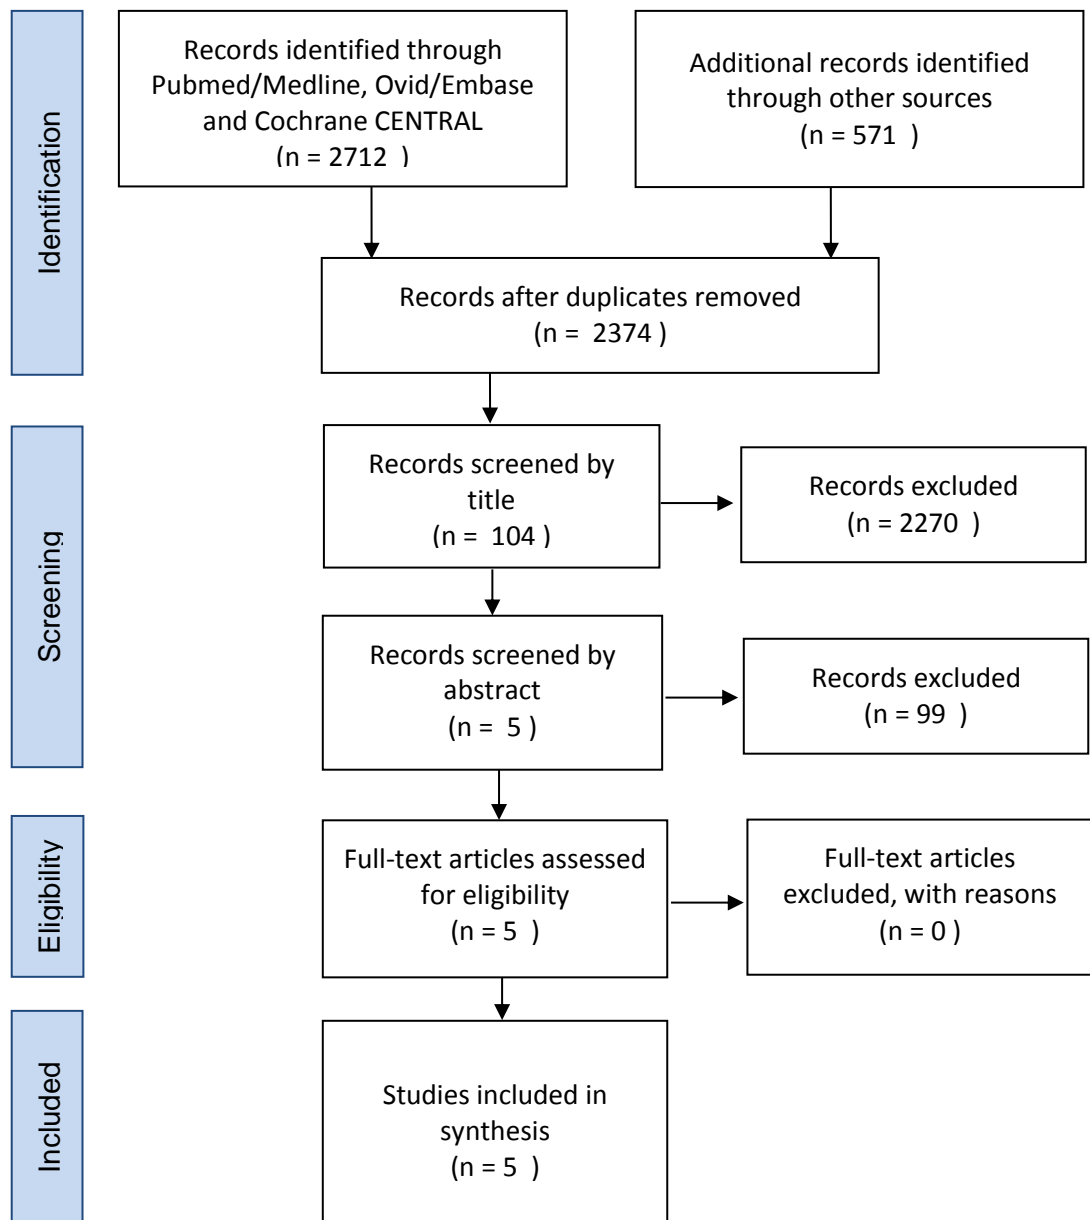 Identification
Records identified through
Pubmed/Medline, Ovid/Embase
and Cochrane CENTRAL
(n = 2712 )
Additional records identified
through other sources
(n = 571 )
Records after duplicates removed
(n = 2374 )
Screening
Records screened by
title
(n = 104 )
Records excluded
(n = 2270 )
Records screened by
abstract
(n = 5 )
Records excluded
(n = 99 )
Eligibility
Full-text articles assessed
for eligibility
(n = 5 )
Full-text articles
excluded, with reasons
(n = 0 )
Included
Studies included in
synthesis
(n = 5 )